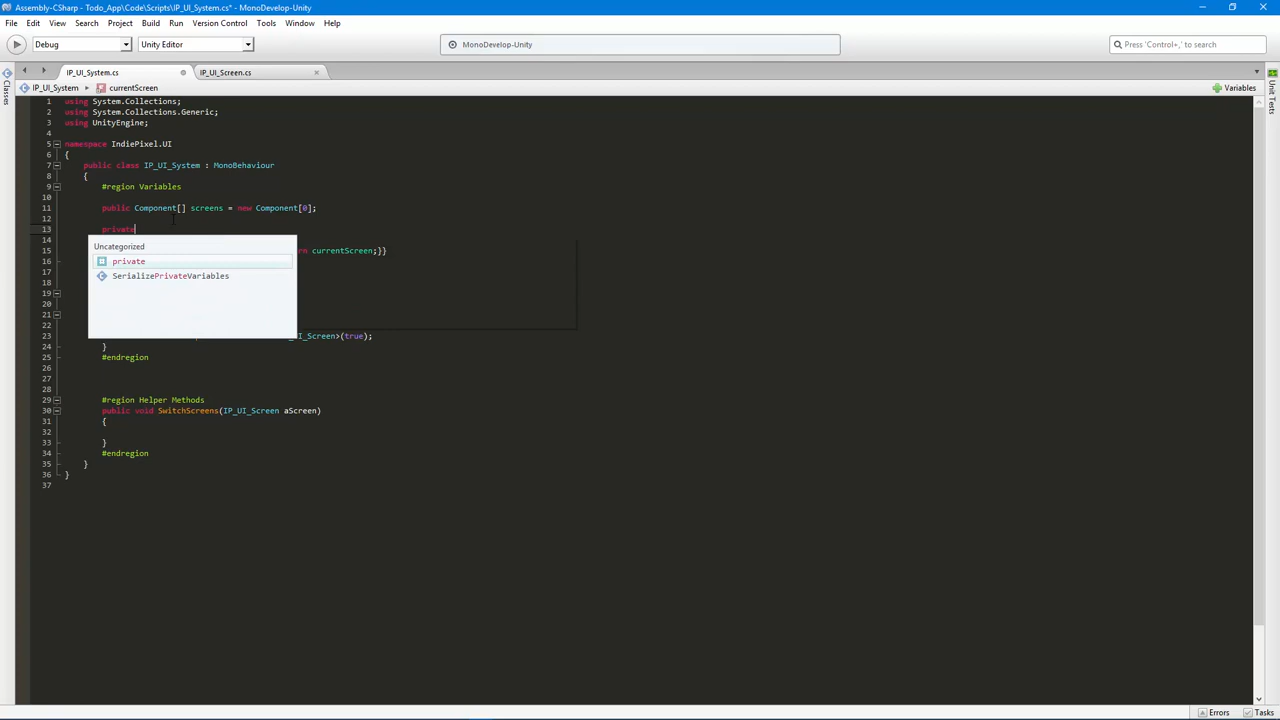 Assembly-CSharp - Todo_App\Code\Scripts\IP_UI_System.cs* - MonoDevelop-Unity
File Edit View Search Project Build Run Version Control Tools Window Help
Debug Unity Editor MonoDevelop-Unity Press 'Control+,' to search
IP_UI_System.cs IP_UI_Screen.cs
IP_UI_System currentScreen Variables
Classes
Unit Tests
1 using System.Collections;
2 using System.Collections.Generic;
3 using UnityEngine;
4
5 namespace IndiePixel.UI
6 {
7 public class IP_UI_System : MonoBehaviour
8 {
9 #region Variables
10
11 public Component[] screens = new Component[0];
12
13 private
14
Uncategorized
private
SerializePrivateVariables
15 rn currentScreen;}}
16
17
18
19
20
21
22
23 _UI_Screen>(true);
24 }
25 #endregion
26
27
28
29 #region Helper Methods
30 public void SwitchScreens(IP_UI_Screen aScreen)
31 {
32
33 }
34 #endregion
35 }
36 }
37
Errors Tasks